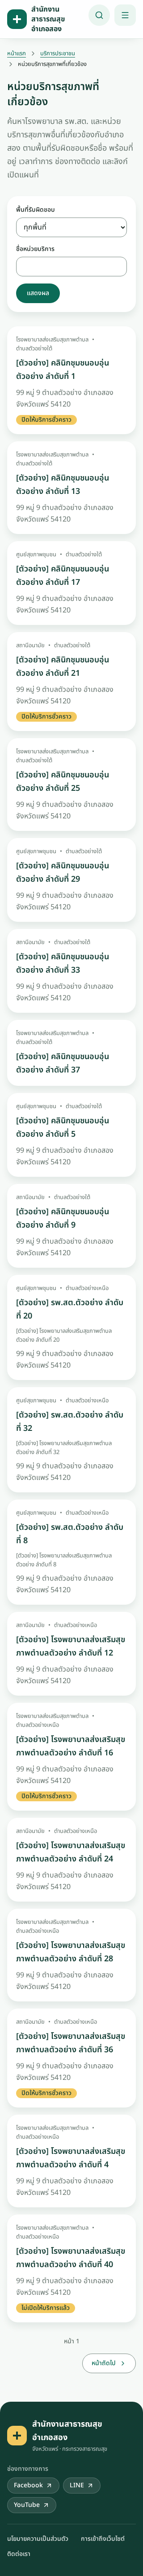 สำนักงาน
สาธารณสุข
อำเภอสอง
หน้าแรก > บริการประชาชน
> หน่วยบริการสุขภาพที่เกี่ยวข้อง
หน่วยบริการสุขภาพที่
เกี่ยวข้อง
ค้นหาโรงพยาบาล รพ.สต. และหน่วย
บริการสุขภาพอื่นที่เกี่ยวข้องกับอำเภอ
สอง ตามพื้นที่รับผิดชอบหรือชื่อ พร้อมที่
อยู่ เวลาทำการ ช่องทางติดต่อ และลิงก์
เปิดแผนที่
พื้นที่รับผิดชอบ
ทุกพื้นที่
ชื่อหน่วยบริการ
แสดงผล
โรงพยาบาลส่งเสริมสุขภาพตำบล •
ตำบลตัวอย่างใต้
[ตัวอย่าง] คลินิกชุมชนอบอุ่น
ตัวอย่าง ลำดับที่ 1
99 หมู่ 9 ตำบลตัวอย่าง อำเภอสอง
จังหวัดแพร่ 54120
ปิดให้บริการชั่วคราว
โรงพยาบาลส่งเสริมสุขภาพตำบล •
ตำบลตัวอย่างใต้
[ตัวอย่าง] คลินิกชุมชนอบอุ่น
ตัวอย่าง ลำดับที่ 13
99 หมู่ 9 ตำบลตัวอย่าง อำเภอสอง
จังหวัดแพร่ 54120
ศูนย์สุขภาพชุมชน • ตำบลตัวอย่างใต้
[ตัวอย่าง] คลินิกชุมชนอบอุ่น
ตัวอย่าง ลำดับที่ 17
99 หมู่ 9 ตำบลตัวอย่าง อำเภอสอง
จังหวัดแพร่ 54120
สถานีอนามัย • ตำบลตัวอย่างใต้
[ตัวอย่าง] คลินิกชุมชนอบอุ่น
ตัวอย่าง ลำดับที่ 21
99 หมู่ 9 ตำบลตัวอย่าง อำเภอสอง
จังหวัดแพร่ 54120
ปิดให้บริการชั่วคราว
โรงพยาบาลส่งเสริมสุขภาพตำบล •
ตำบลตัวอย่างใต้
[ตัวอย่าง] คลินิกชุมชนอบอุ่น
ตัวอย่าง ลำดับที่ 25
99 หมู่ 9 ตำบลตัวอย่าง อำเภอสอง
จังหวัดแพร่ 54120
ศูนย์สุขภาพชุมชน • ตำบลตัวอย่างใต้
[ตัวอย่าง] คลินิกชุมชนอบอุ่น
ตัวอย่าง ลำดับที่ 29
99 หมู่ 9 ตำบลตัวอย่าง อำเภอสอง
จังหวัดแพร่ 54120
สถานีอนามัย • ตำบลตัวอย่างใต้
[ตัวอย่าง] คลินิกชุมชนอบอุ่น
ตัวอย่าง ลำดับที่ 33
99 หมู่ 9 ตำบลตัวอย่าง อำเภอสอง
จังหวัดแพร่ 54120
โรงพยาบาลส่งเสริมสุขภาพตำบล •
ตำบลตัวอย่างใต้
[ตัวอย่าง] คลินิกชุมชนอบอุ่น
ตัวอย่าง ลำดับที่ 37
ศูนย์สุขภาพชุมชน • ตำบลตัวอย่างใต้
[ตัวอย่าง] คลินิกชุมชนอบอุ่น
ตัวอย่าง ลำดับที่ 5
99 หมู่ 9 ตำบลตัวอย่าง อำเภอสอง
จังหวัดแพร่ 54120
สถานีอนามัย • ตำบลตัวอย่างใต้
[ตัวอย่าง] คลินิกชุมชนอบอุ่น
ตัวอย่าง ลำดับที่ 9
99 หมู่ 9 ตำบลตัวอย่าง อำเภอสอง
จังหวัดแพร่ 54120
ศูนย์สุขภาพชุมชน • ตำบลตัวอย่างเหนือ
[ตัวอย่าง] รพ.สต.ตัวอย่าง ลำดับ
ที่ 20
[ตัวอย่าง] โรงพยาบาลส่งเสริมสุขภาพตำบล
ตัวอย่าง ลำดับที่ 20
99 หมู่ 9 ตำบลตัวอย่าง อำเภอสอง
จังหวัดแพร่ 54120
ศูนย์สุขภาพชุมชน • ตำบลตัวอย่างเหนือ
[ตัวอย่าง] รพ.สต.ตัวอย่าง ลำดับ
ที่ 32
[ตัวอย่าง] โรงพยาบาลส่งเสริมสุขภาพตำบล
ตัวอย่าง ลำดับที่ 32
99 หมู่ 9 ตำบลตัวอย่าง อำเภอสอง
จังหวัดแพร่ 54120
ศูนย์สุขภาพชุมชน • ตำบลตัวอย่างเหนือ
[ตัวอย่าง] รพ.สต.ตัวอย่าง ลำดับ
ที่ 8
[ตัวอย่าง] โรงพยาบาลส่งเสริมสุขภาพตำบล
ตัวอย่าง ลำดับที่ 8
99 หมู่ 9 ตำบลตัวอย่าง อำเภอสอง
จังหวัดแพร่ 54120
สถานีอนามัย • ตำบลตัวอย่างเหนือ
[ตัวอย่าง] โรงพยาบาลส่งเสริมสุข
ภาพตำบลตัวอย่าง ลำดับที่ 12
99 หมู่ 9 ตำบลตัวอย่าง อำเภอสอง
จังหวัดแพร่ 54120
โรงพยาบาลส่งเสริมสุขภาพตำบล •
ตำบลตัวอย่างเหนือ
[ตัวอย่าง] โรงพยาบาลส่งเสริมสุข
ภาพตำบลตัวอย่าง ลำดับที่ 16
99 หมู่ 9 ตำบลตัวอย่าง อำเภอสอง
จังหวัดแพร่ 54120
ปิดให้บริการชั่วคราว
สถานีอนามัย • ตำบลตัวอย่างเหนือ
[ตัวอย่าง] โรงพยาบาลส่งเสริมสุข
ภาพตำบลตัวอย่าง ลำดับที่ 24
99 หมู่ 9 ตำบลตัวอย่าง อำเภอสอง
จังหวัดแพร่ 54120
โรงพยาบาลส่งเสริมสุขภาพตำบล •
ตำบลตัวอย่างเหนือ
[ตัวอย่าง] โรงพยาบาลส่งเสริมสุข
ภาพตำบลตัวอย่าง ลำดับที่ 28
99 หมู่ 9 ตำบลตัวอย่าง อำเภอสอง
จังหวัดแพร่ 54120
สถานีอนามัย • ตำบลตัวอย่างเหนือ
[ตัวอย่าง] โรงพยาบาลส่งเสริมสุข
ภาพตำบลตัวอย่าง ลำดับที่ 36
99 หมู่ 9 ตำบลตัวอย่าง อำเภอสอง
จังหวัดแพร่ 54120
ปิดให้บริการชั่วคราว
โรงพยาบาลส่งเสริมสุขภาพตำบล •
ตำบลตัวอย่างเหนือ
[ตัวอย่าง] โรงพยาบาลส่งเสริมสุข
ภาพตำบลตัวอย่าง ลำดับที่ 4
99 หมู่ 9 ตำบลตัวอย่าง อำเภอสอง
จังหวัดแพร่ 54120
โรงพยาบาลส่งเสริมสุขภาพตำบล •
ตำบลตัวอย่างเหนือ
[ตัวอย่าง] โรงพยาบาลส่งเสริมสุข
ภาพตำบลตัวอย่าง ลำดับที่ 40
99 หมู่ 9 ตำบลตัวอย่าง อำเภอสอง
จังหวัดแพร่ 54120
ไม่เปิดให้บริการแล้ว
หน้า 1
หน้าถัดไป
สำนักงานสาธารณสุข
อำเภอสอง
จังหวัดแพร่ · กระทรวงสาธารณสุข
ช่องทางทางการ
Facebook
LINE
YouTube
นโยบายความเป็นส่วนตัว การเข้าถึงเว็บไซต์
ติดต่อเรา